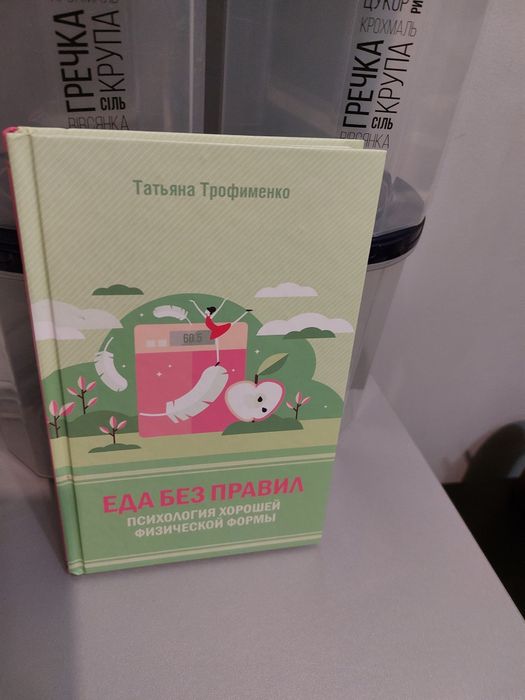 ГРЕЧКА
КРУПА
СІЛЬ
ВІВСЯНКА
ЦУКОР
КРОХМАЛЬ
ГРЕЧКА
КРУПА
СІЛЬ
ВІВСЯНКА
Татьяна Трофименко
60.5
ЕДА БЕЗ ПРАВИЛ
ПСИХОЛОГИЯ ХОРОШЕЙ
ФИЗИЧЕСКОЙ ФОРМЫ